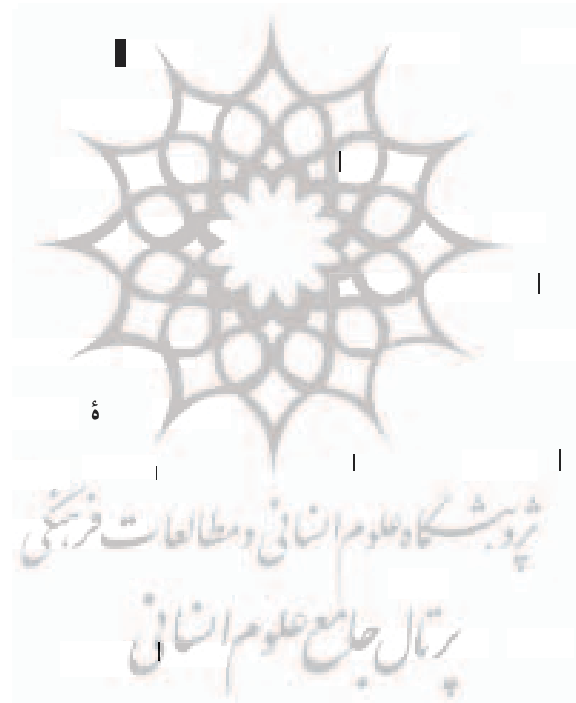 ۀ
پژوهشگاه علوم انسانی و مطالعات فرهنگی
پرتال جامع علوم انسانی